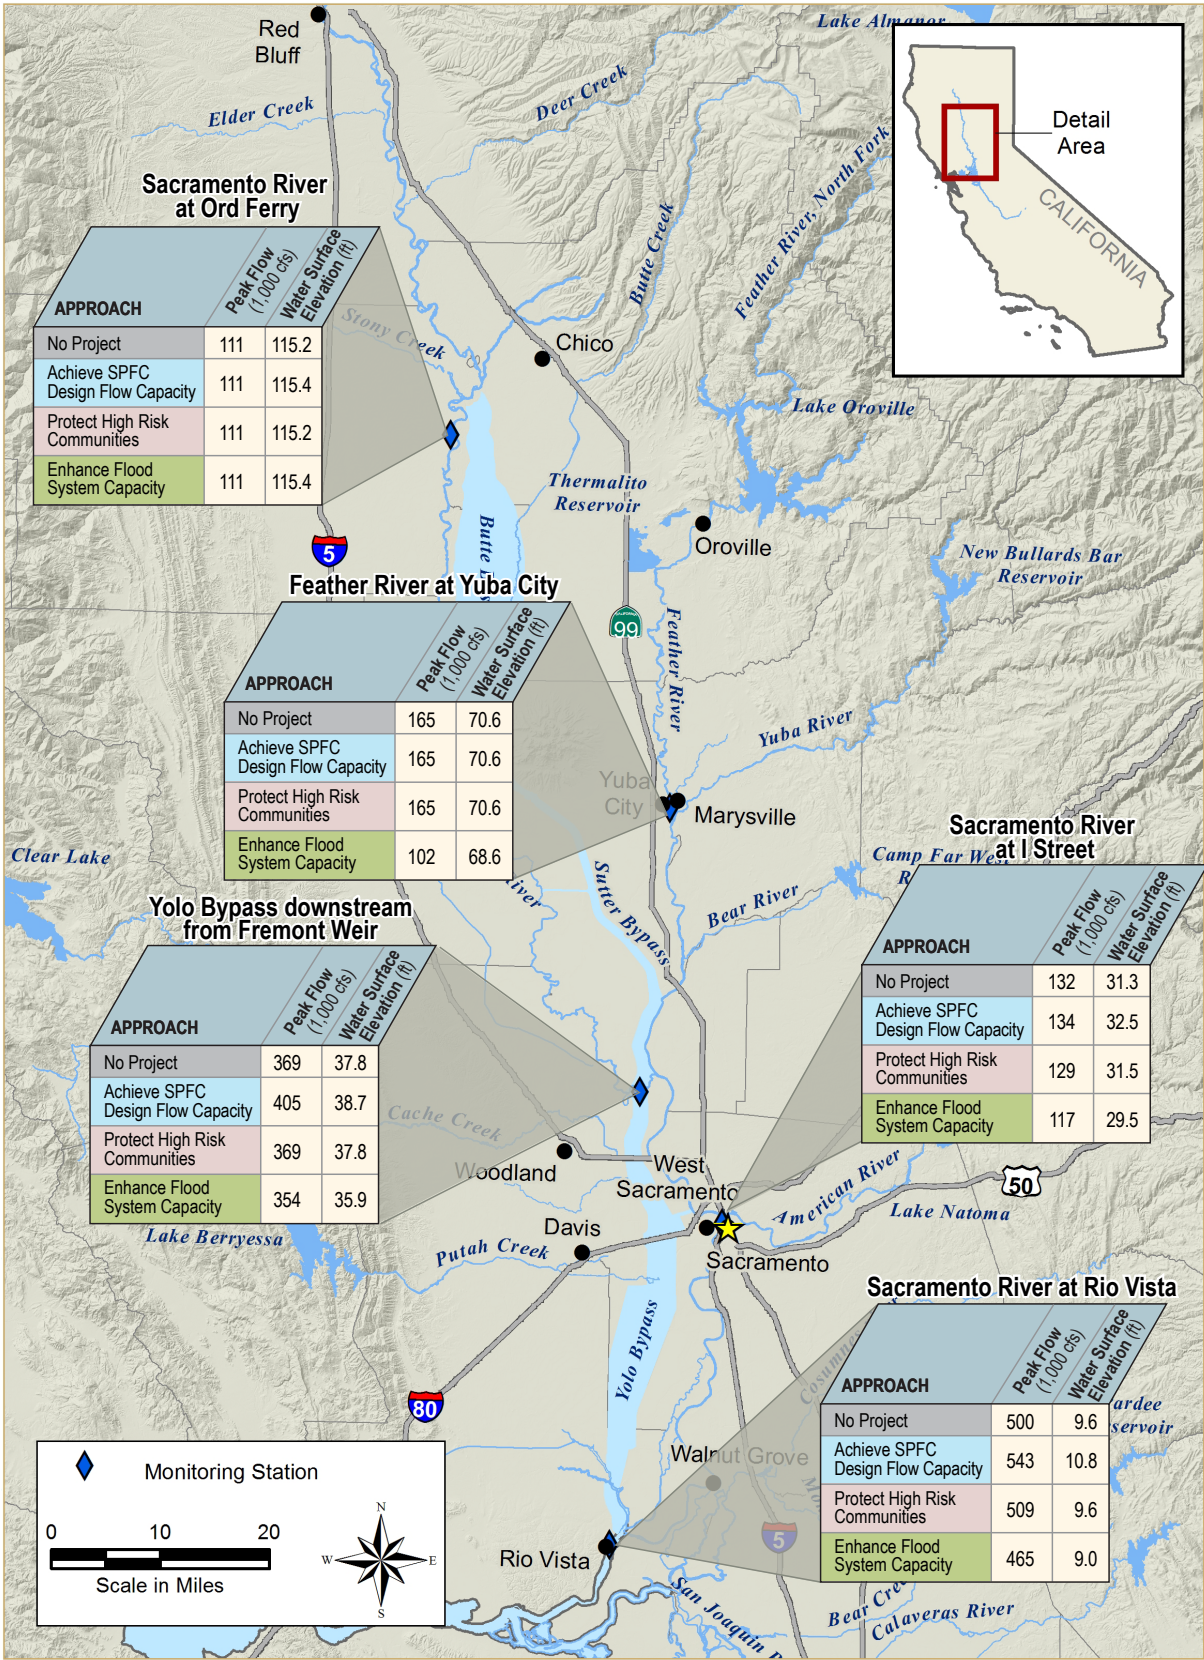 Red
Bluff
Lake Almanor
Elder Creek
Deer Creek
Detail
Area
CALIFORNIA
Feather River, North Fork
Butte Creek
Sacramento River
at Ord Ferry
APPROACH
Peak Flow
(1,000 cfs)
Water Surface
Elevation (ft)
No Project 111 115.2
Achieve SPFC
Design Flow Capacity 111 115.4
Protect High Risk
Communities 111 115.2
Enhance Flood
System Capacity 111 115.4
Stony Creek
Chico
Lake Oroville
Thermalito
Reservoir
Oroville
Butte
5
New Bullards Bar
Reservoir
99
Feather River
Feather River at Yuba City
APPROACH
Peak Flow
(1,000 cfs)
Water Surface
Elevation (ft)
No Project 165 70.6
Achieve SPFC
Design Flow Capacity 165 70.6
Protect High Risk
Communities 165 70.6
Enhance Flood
System Capacity 102 68.6
Yuba River
Yuba
City
Marysville
Clear Lake
Camp Far West
R
Bear River
Sutter Bypass
River
Sacramento River
at I Street
APPROACH
Peak Flow
(1,000 cfs)
Water Surface
Elevation (ft)
No Project 132 31.3
Achieve SPFC
Design Flow Capacity 134 32.5
Protect High Risk
Communities 129 31.5
Enhance Flood
System Capacity 117 29.5
Yolo Bypass downstream
from Fremont Weir
APPROACH
Peak Flow
(1,000 cfs)
Water Surface
Elevation (ft)
No Project 369 37.8
Achieve SPFC
Design Flow Capacity 405 38.7
Protect High Risk
Communities 369 37.8
Enhance Flood
System Capacity 354 35.9
Cache Creek
Woodland
West
Sacramento
American River
50
Lake Natoma
Davis
Lake Berryessa
Putah Creek
Sacramento
Yolo Bypass
80
Sacramento River at Rio Vista
APPROACH
Peak Flow
(1,000 cfs)
Water Surface
Elevation (ft)
No Project 500 9.6
Achieve SPFC
Design Flow Capacity 543 10.8
Protect High Risk
Communities 509 9.6
Enhance Flood
System Capacity 465 9.0
Cosumnes
ardee
servoir
Walnut Grove
5
Rio Vista
San Joaquin
Bear Cree
Calaveras River
Monitoring Station
0 10 20
Scale in Miles
N
W E
S